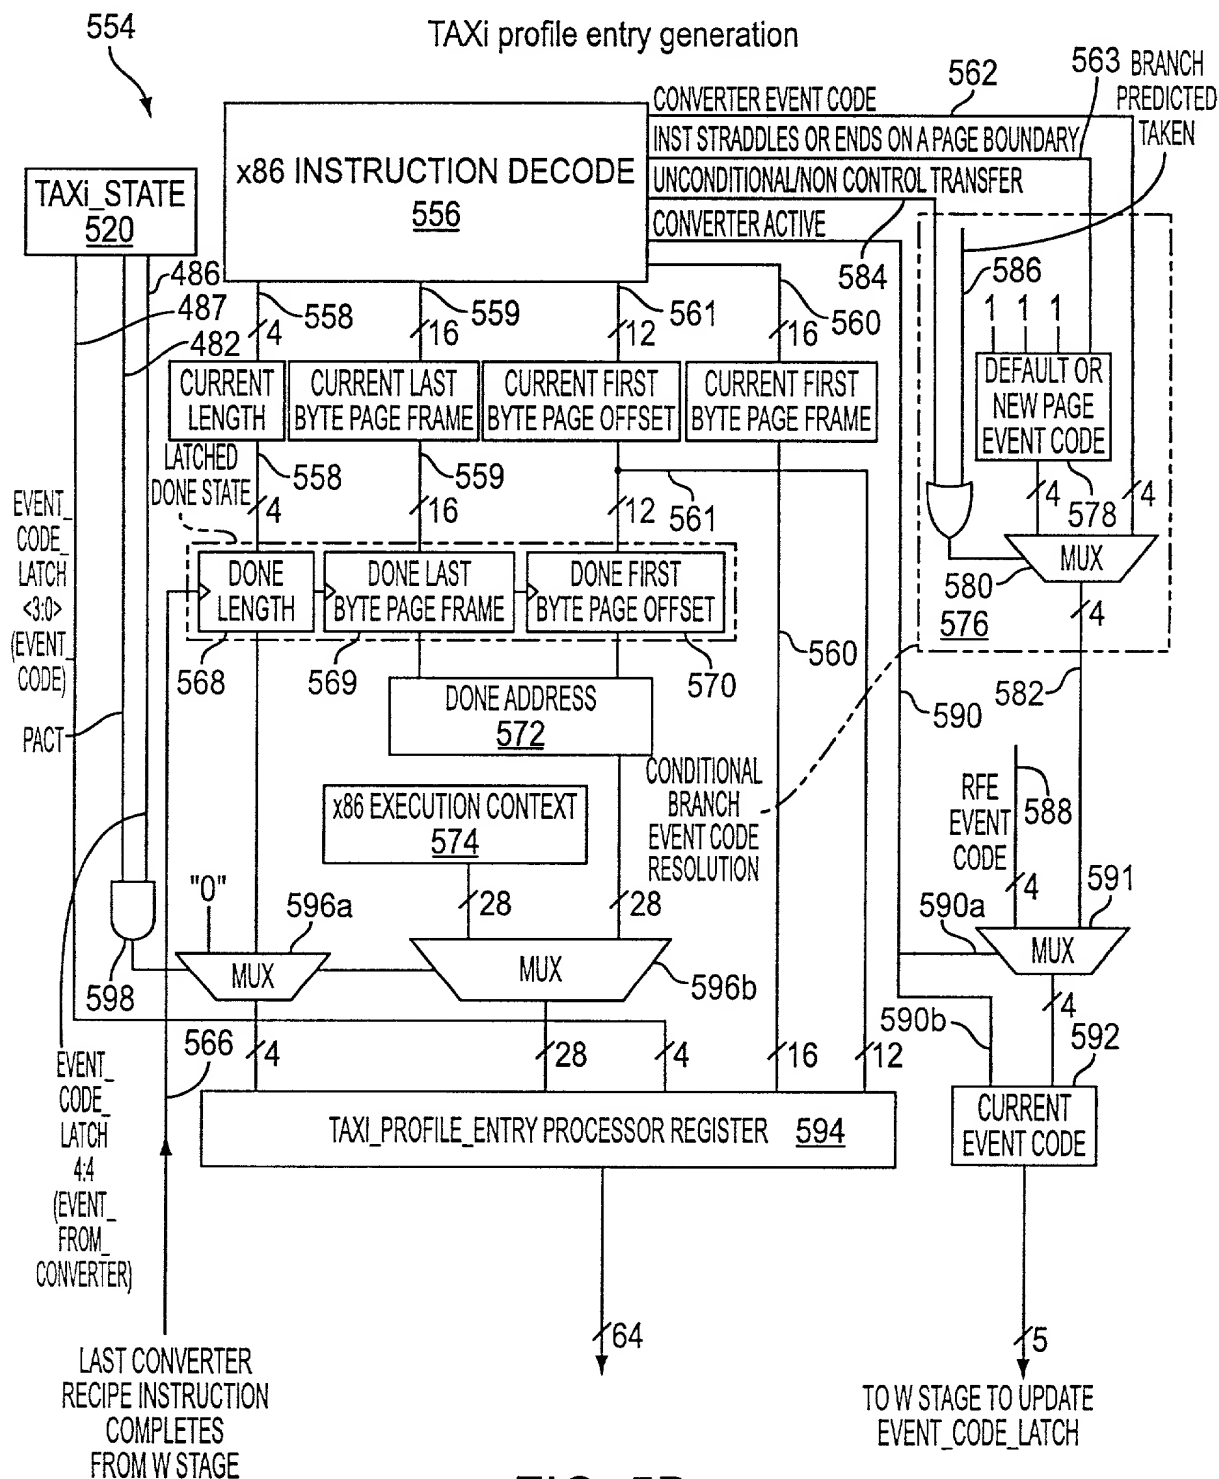 554
TAXi profile entry generation
562
563
BRANCH
PREDICTED
TAKEN
CONVERTER EVENT CODE
INST STRADDLES OR ENDS ON A PAGE BOUNDARY
UNCONDITIONAL/NON CONTROL TRANSFER
CONVERTER ACTIVE
x86 INSTRUCTION DECODE
556
TAXi_STATE
520
486
487
482
558
559
561
560
584
586
4
16
12
16
1 1 1
CURRENT
LENGTH
CURRENT LAST
BYTE PAGE FRAME
CURRENT FIRST
BYTE PAGE OFFSET
CURRENT FIRST
BYTE PAGE FRAME
DEFAULT OR
NEW PAGE
EVENT CODE
LATCHED
DONE STATE
558
559
561
4
16
12
4
578
4
EVENT_
CODE_
LATCH
<3:0>
(EVENT_
CODE)
PACT
DONE
LENGTH
DONE LAST
BYTE PAGE FRAME
DONE FIRST
BYTE PAGE OFFSET
MUX
580
4
576
568
569
570
560
590
582
DONE ADDRESS
572
CONDITIONAL
BRANCH
EVENT CODE
RESOLUTION
x86 EXECUTION CONTEXT
574
RFE
EVENT
CODE
588
4
"0"
596a
28
28
590a
591
MUX
MUX
596b
MUX
598
4
566
4
28
4
16
12
590b
592
EVENT_
CODE_
LATCH
4:4
(EVENT_
FROM_
CONVERTER)
TAXI_PROFILE_ENTRY PROCESSOR REGISTER 594
CURRENT
EVENT CODE
64
5
LAST CONVERTER
RECIPE INSTRUCTION
COMPLETES
FROM W STAGE
TO W STAGE TO UPDATE
EVENT_CODE_LATCH